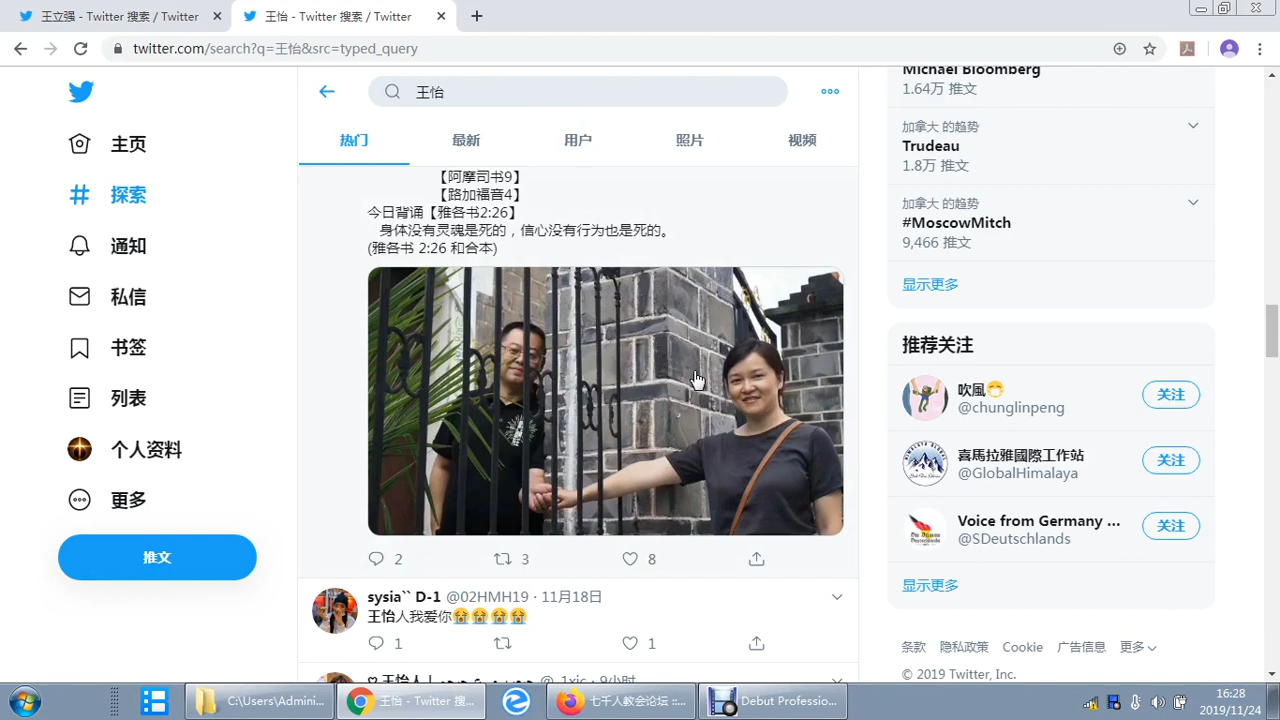 王立强 - Twitter 搜索 / Twitter
王怡 - Twitter 搜索 / Twitter
twitter.com/search?q=王怡&src=typed_query
主页
探索
通知
私信
书签
列表
个人资料
更多
推文
王怡
热门
最新
用户
照片
视频
【阿摩司书9】
【路加福音4】
今日背诵【雅各书2:26】
身体没有灵魂是死的，信心没有行为也是死的。
(雅各书 2:26 和合本)
2
3
8
sysia`` D-1 @02HMH19 · 11月18日
王怡人我爱你😭😭😭😭
1
1
Michael Bloomberg
1.64万 推文
加拿大 的趋势
Trudeau
1.8万 推文
加拿大 的趋势
#MoscowMitch
9,466 推文
显示更多
推荐关注
吹風😷
@chunglinpeng
关注
喜馬拉雅國際工作站
@GlobalHimalaya
关注
Voice from Germany ...
@SDeutschlands
关注
显示更多
条款 隐私政策 Cookie 广告信息 更多
© 2019 Twitter, Inc.
C:\Users\Admini...
王怡 - Twitter 搜...
七千人教会论坛 ::...
Debut Professio...
16:28
2019/11/24